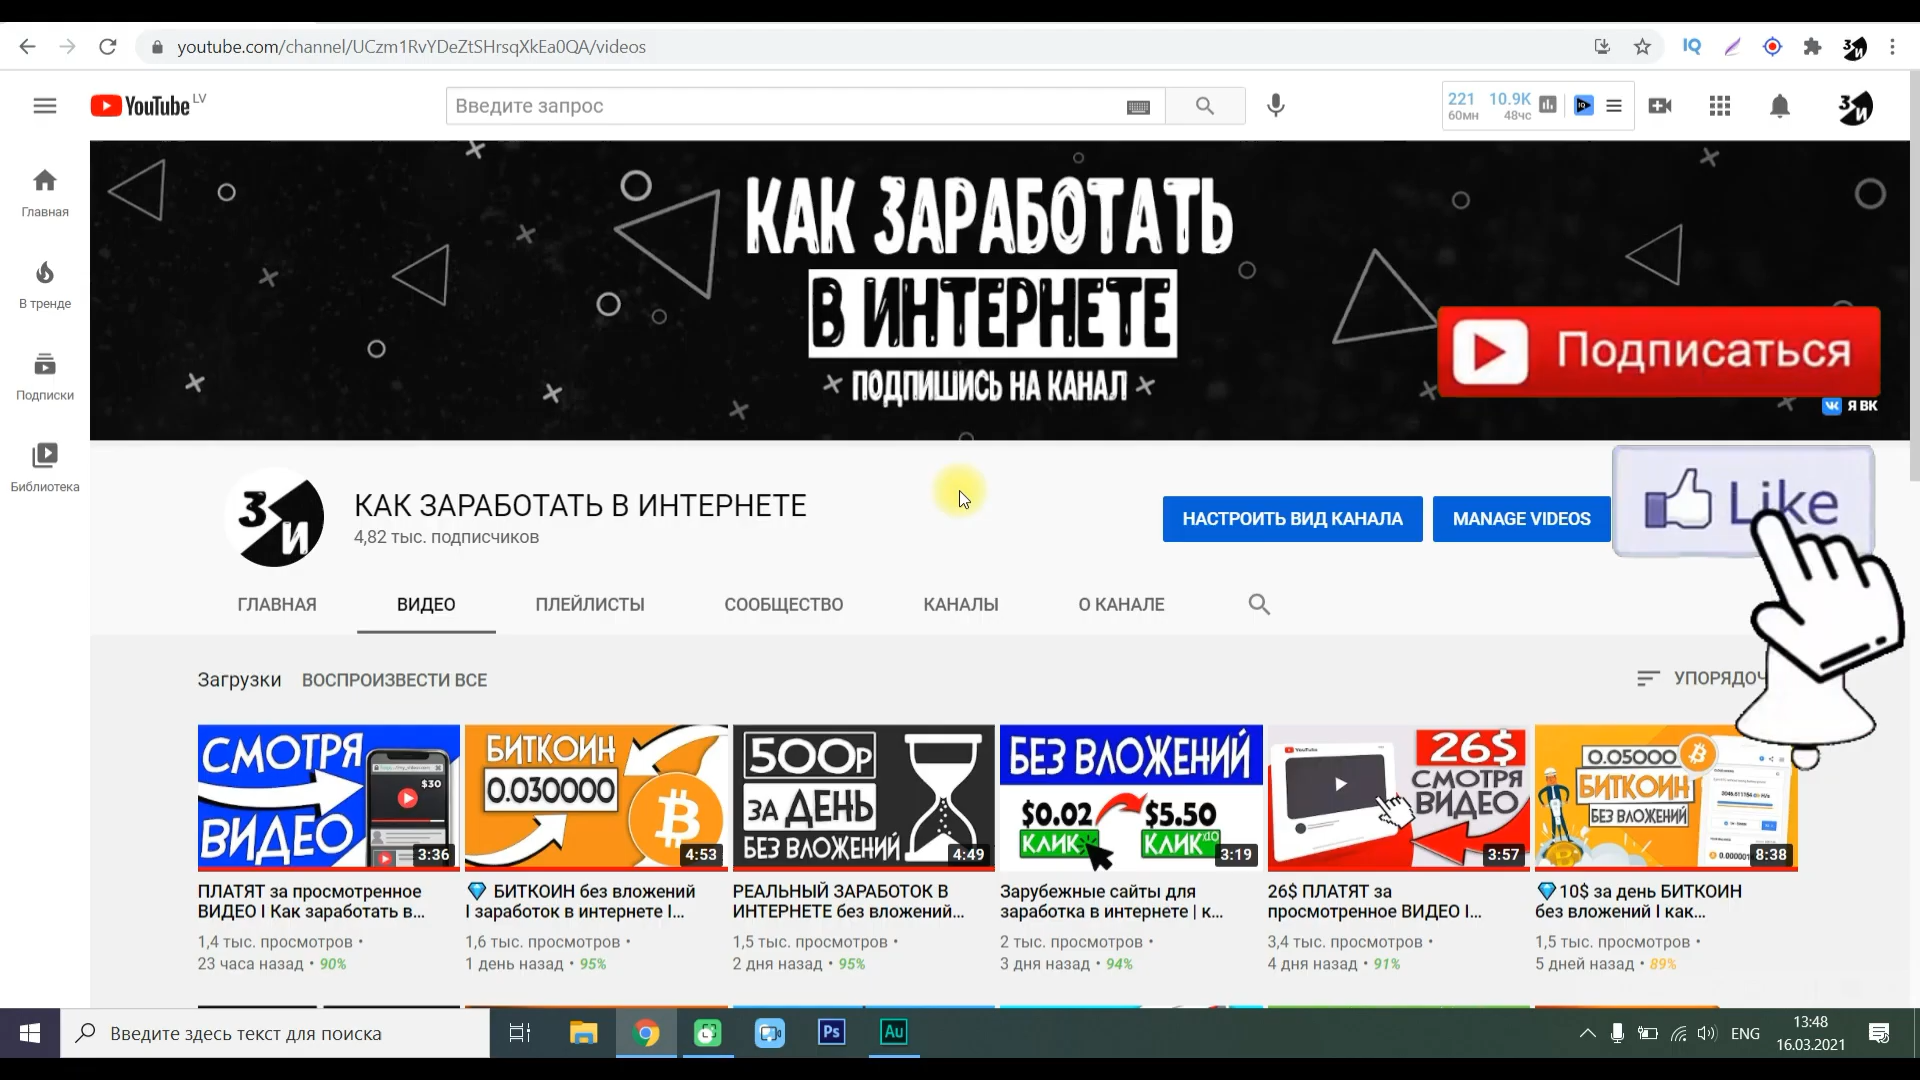 youtube.com/channel/UCzm1RvYDeZtSHrsqXkEa0QA/videos
IQ
ЗИ
YouTube LV
Введите запрос
221 10.9K
60мн 48чс
ЗИ
Главная
В тренде
Подписки
Библиотека
КАК ЗАРАБОТАТЬ
В ИНТЕРНЕТЕ
ПОДПИШИСЬ НА КАНАЛ
Подписаться
Я ВК
ЗИ
КАК ЗАРАБОТАТЬ В ИНТЕРНЕТЕ
4,82 тыс. подписчиков
НАСТРОИТЬ ВИД КАНАЛА
MANAGE VIDEOS
Like
ГЛАВНАЯ
ВИДЕО
ПЛЕЙЛИСТЫ
СООБЩЕСТВО
КАНАЛЫ
О КАНАЛЕ
Загрузки
ВОСПРОИЗВЕСТИ ВСЕ
УПОРЯДОЧ
СМОТРЯ
ВИДЕО
$30
3:36
БИТКОИН
0.030000
4:53
500р
ЗА ДЕНЬ
БЕЗ ВЛОЖЕНИЙ
4:49
БЕЗ ВЛОЖЕНИЙ
$0.02 $5.50
КЛИК КЛИК
3:19
YouTube
26$
СМОТРЯ
ВИДЕО
3:57
0.05000
БИТКОИН
БЕЗ ВЛОЖЕНИЙ
8:38
ПЛАТЯТ за просмотренное
ВИДЕО I Как заработать в...
1,4 тыс. просмотров •
23 часа назад • 90%
БИТКОИН без вложений
I заработок в интернете I...
1,6 тыс. просмотров •
1 день назад • 95%
РЕАЛЬНЫЙ ЗАРАБОТОК В
ИНТЕРНЕТЕ без вложений...
1,5 тыс. просмотров •
2 дня назад • 95%
Зарубежные сайты для
заработка в интернете | к...
2 тыс. просмотров •
3 дня назад • 94%
26$ ПЛАТЯТ за
просмотренное ВИДЕО I...
3,4 тыс. просмотров •
4 дня назад • 91%
10$ за день БИТКОИН
без вложений I как...
1,5 тыс. просмотров •
5 дней назад • 89%
Введите здесь текст для поиска
Ps
Au
ENG
13:48
16.03.2021